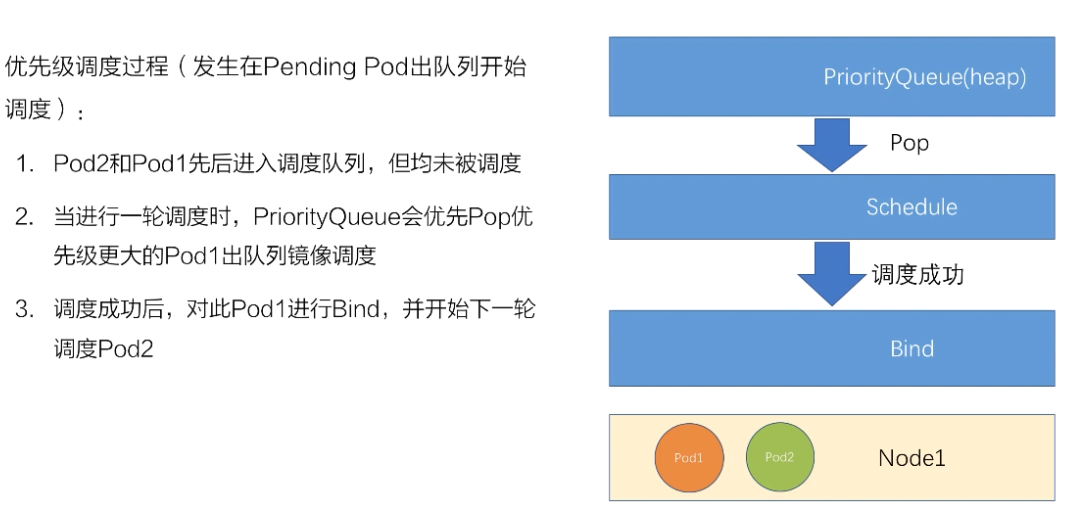 优先级调度过程（发生在Pending Pod出队列开始
调度）：
1. Pod2和Pod1先后进入调度队列，但均未被调度
2. 当进行一轮调度时，PriorityQueue会优先Pop优
先级更大的Pod1出队列镜像调度
3. 调度成功后，对此Pod1进行Bind，并开始下一轮
调度Pod2
PriorityQueue(heap)
Pop
Schedule
调度成功
Bind
Pod1
Pod2
Node1